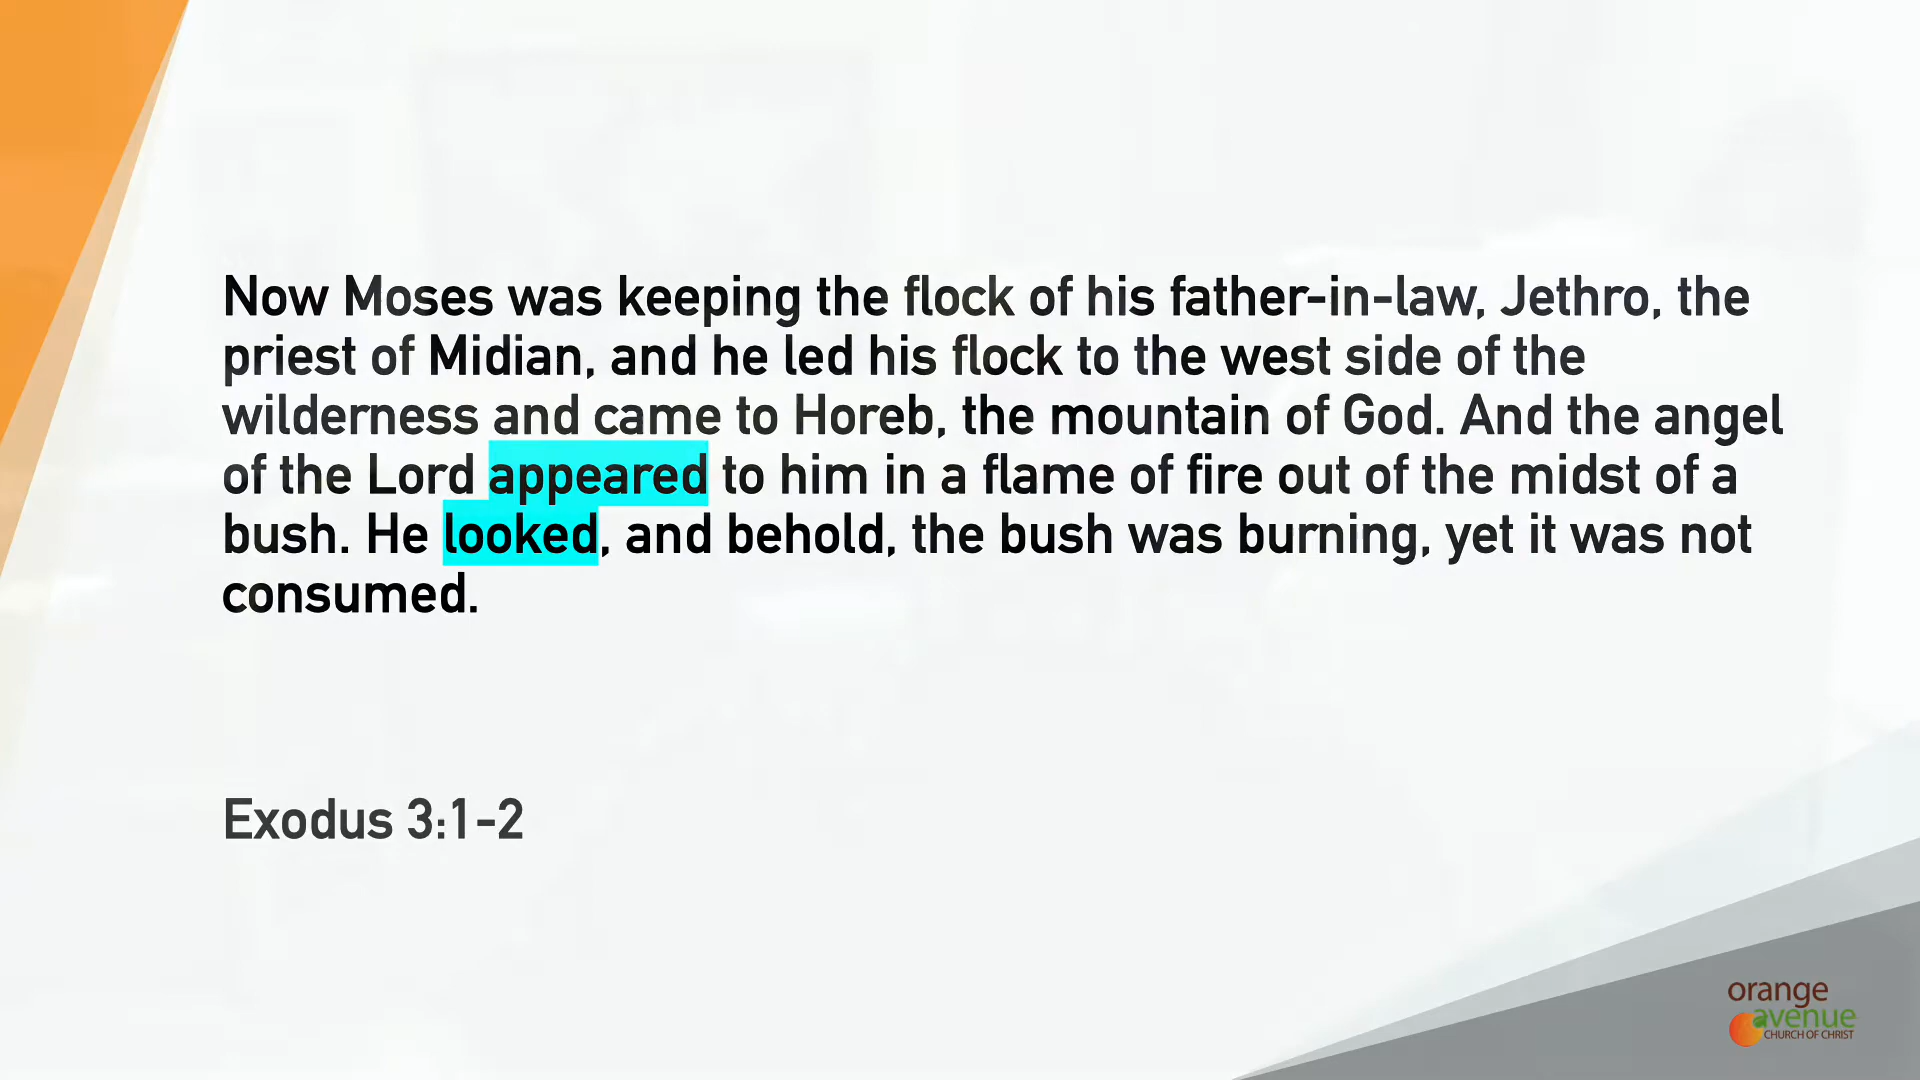 Now Moses was keeping the flock of his father-in-law, Jethro, the
priest of Midian, and he led his flock to the west side of the
wilderness and came to Horeb, the mountain of God. And the angel
of the Lord appeared to him in a flame of fire out of the midst of a
bush. He looked, and behold, the bush was burning, yet it was not
consumed.
Exodus 3:1-2
orange
avenue
CHURCH OF CHRIST